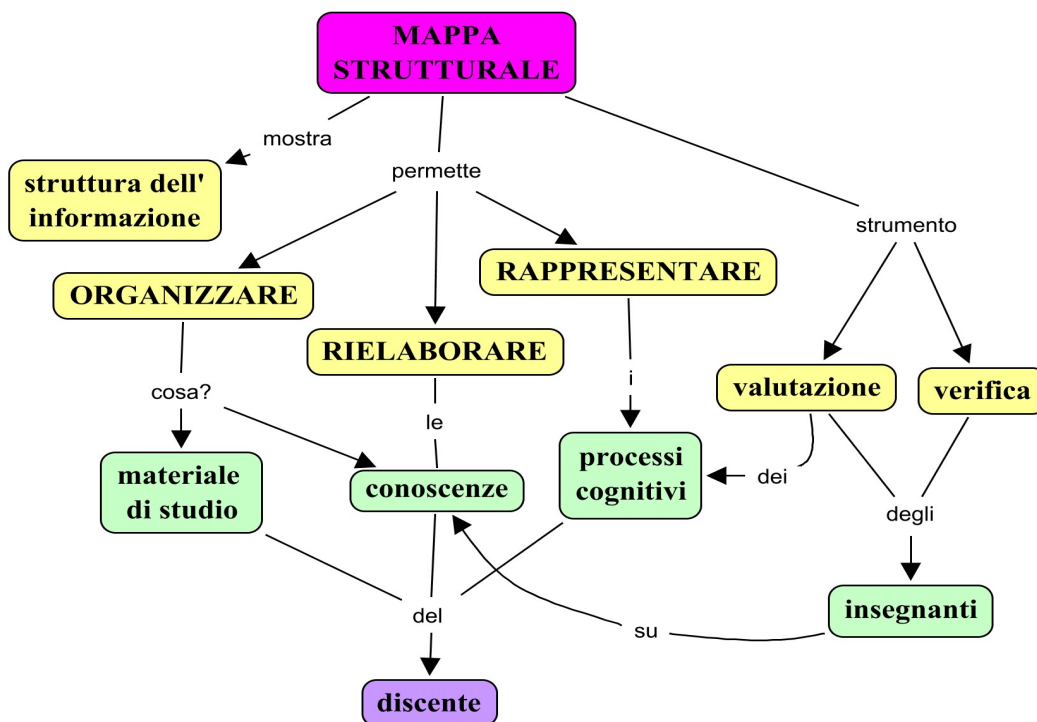 MAPPA
STRUTTURALE
mostra
permette
struttura dell'
informazione
strumento
RAPPRESENTARE
ORGANIZZARE
RIELABORARE
i
valutazione
verifica
cosa?
le
processi
cognitivi
materiale
di studio
conoscenze
dei
degli
insegnanti
del
su
discente